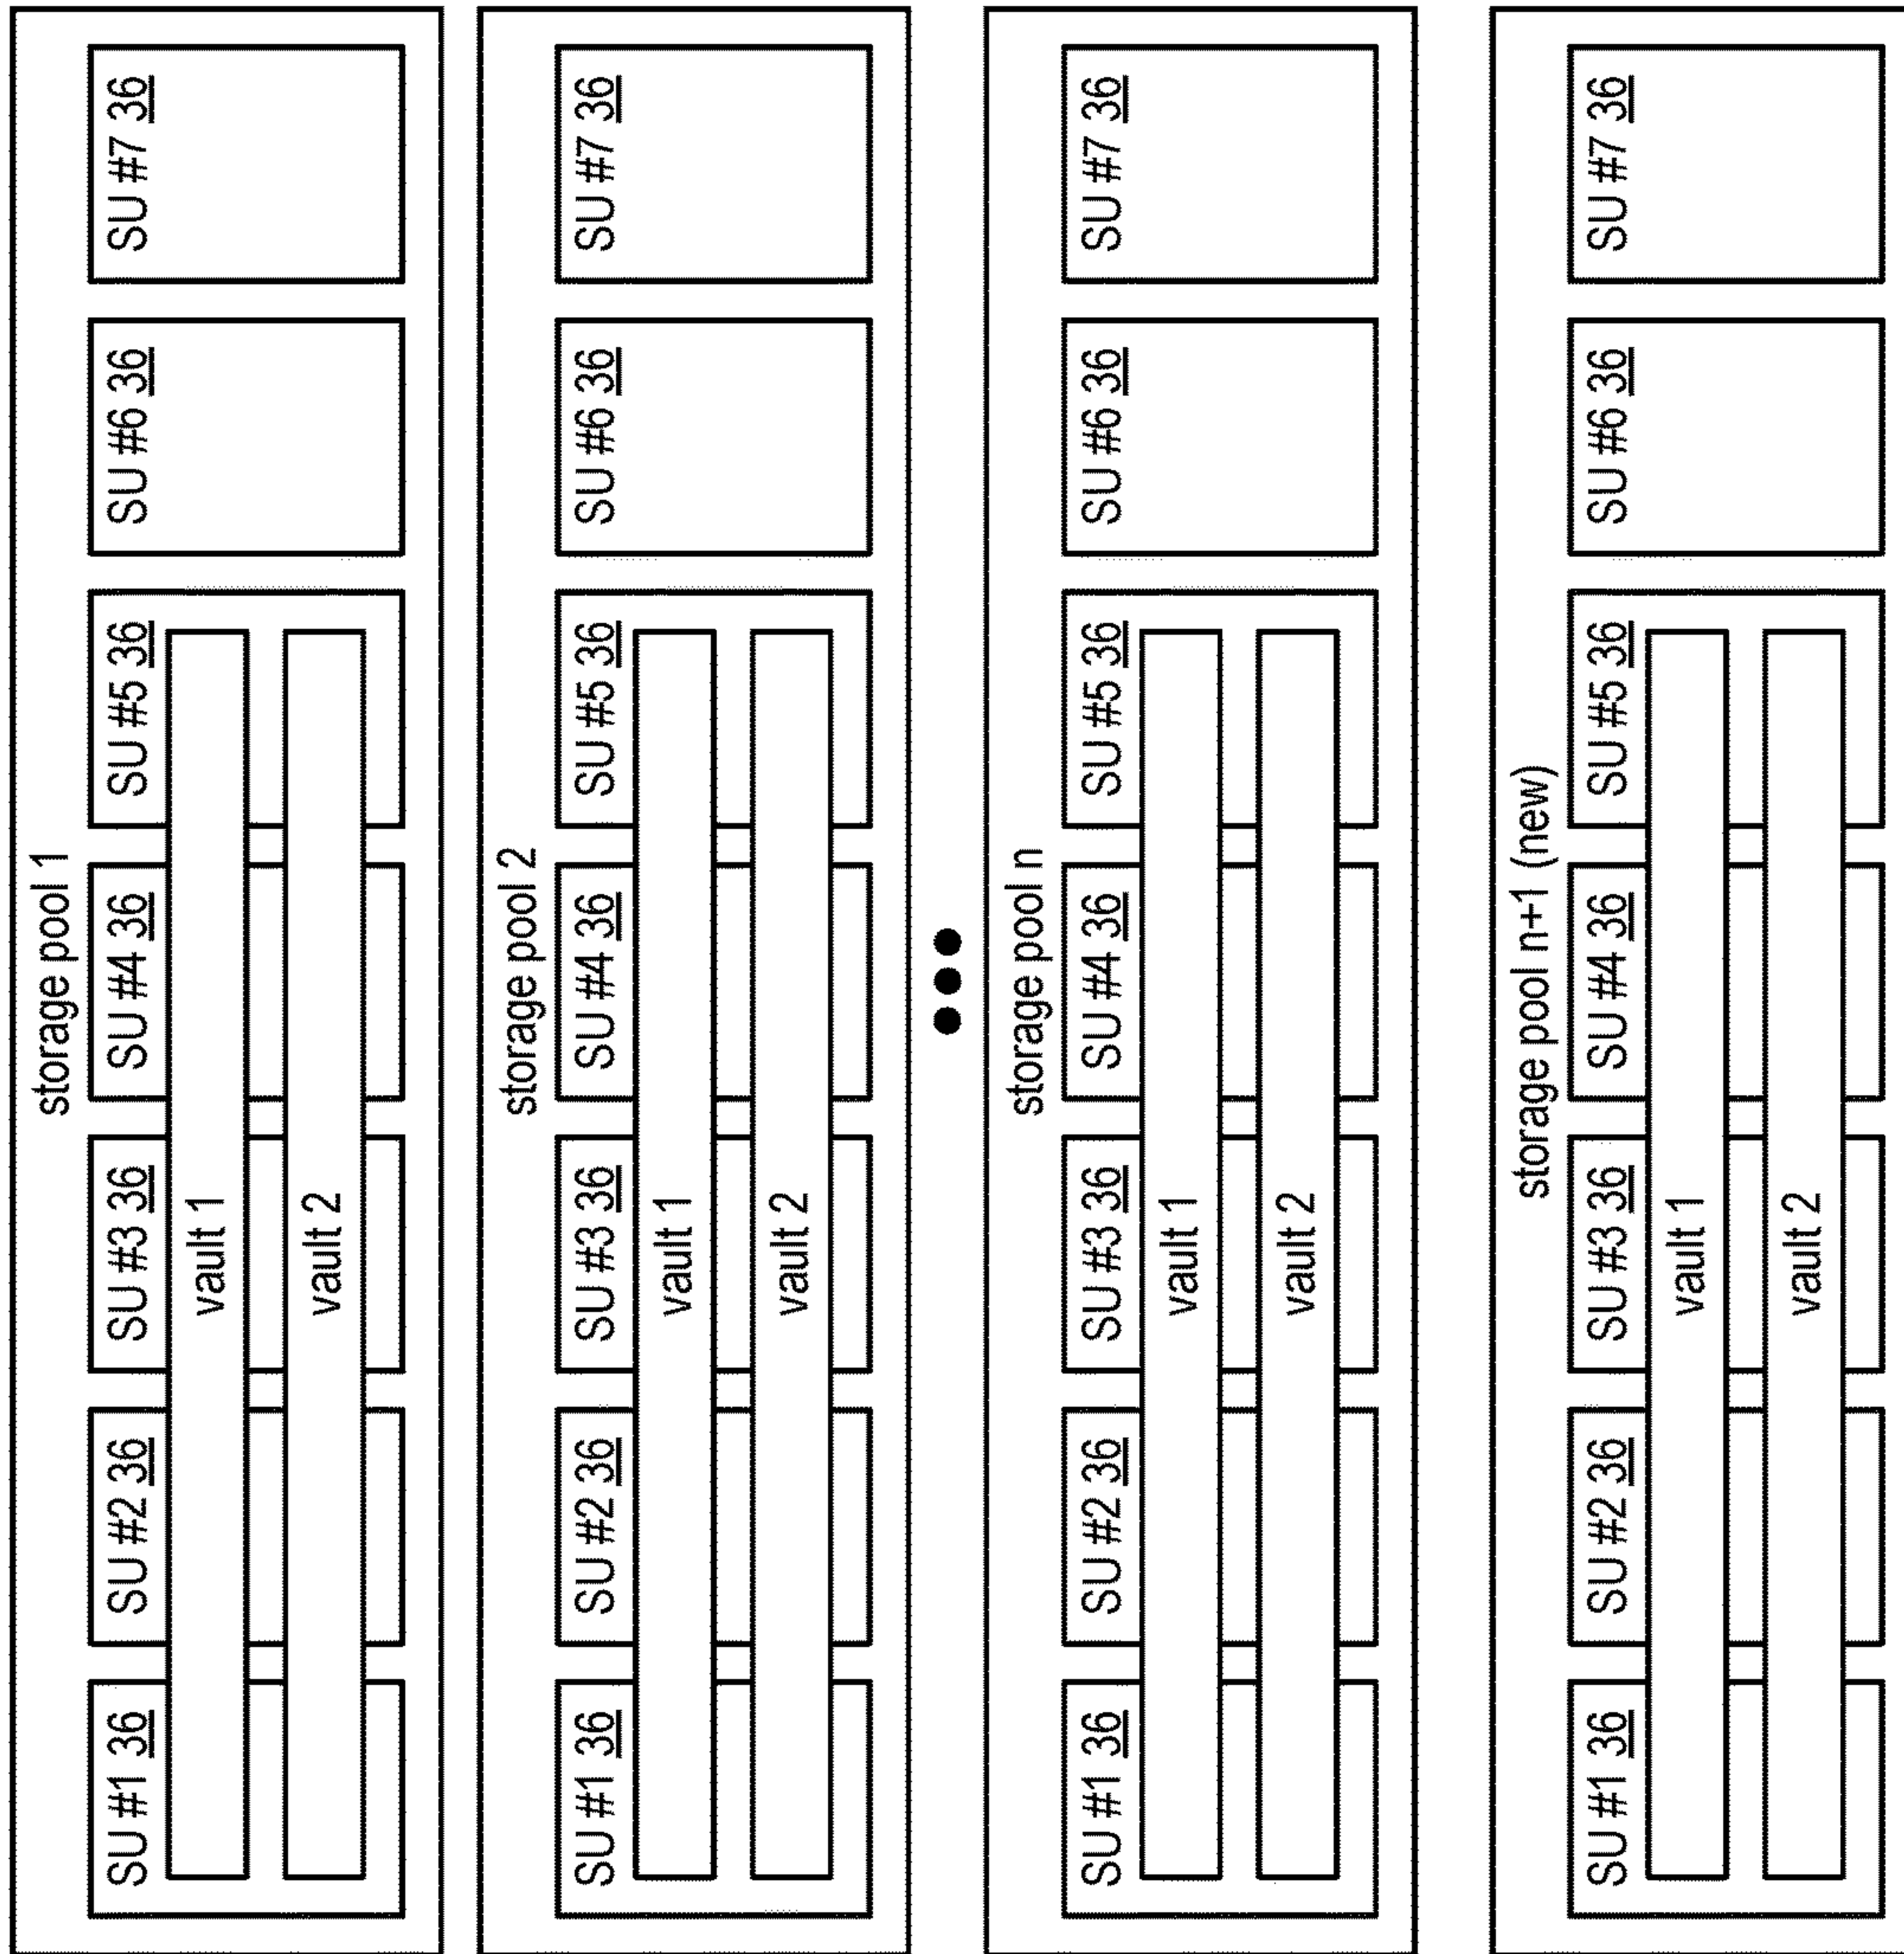 storage pool 1
SU #1 36 SU #2 36 SU #3 36 SU #4 36 SU #5 36 SU #6 36 SU #7 36
vault 1
vault 2
storage pool 2
SU #1 36 SU #2 36 SU #3 36 SU #4 36 SU #5 36 SU #6 36 SU #7 36
vault 1
vault 2
storage pool n
SU #1 36 SU #2 36 SU #3 36 SU #4 36 SU #5 36 SU #6 36 SU #7 36
vault 1
vault 2
storage pool n+1 (new)
SU #1 36 SU #2 36 SU #3 36 SU #4 36 SU #5 36 SU #6 36 SU #7 36
vault 1
vault 2